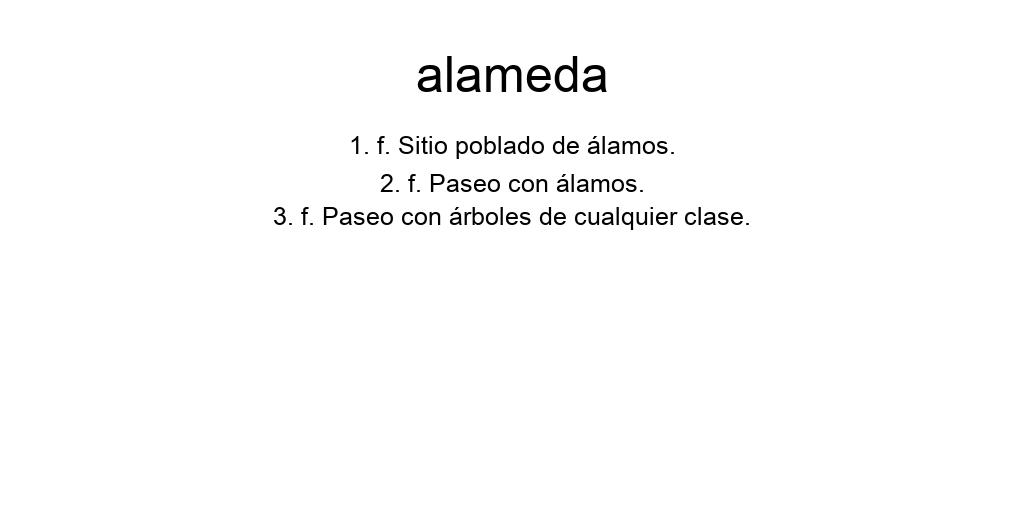 alameda
1. f. Sitio poblado de álamos.
2. f. Paseo con álamos.
3. f. Paseo con árboles de cualquier clase.